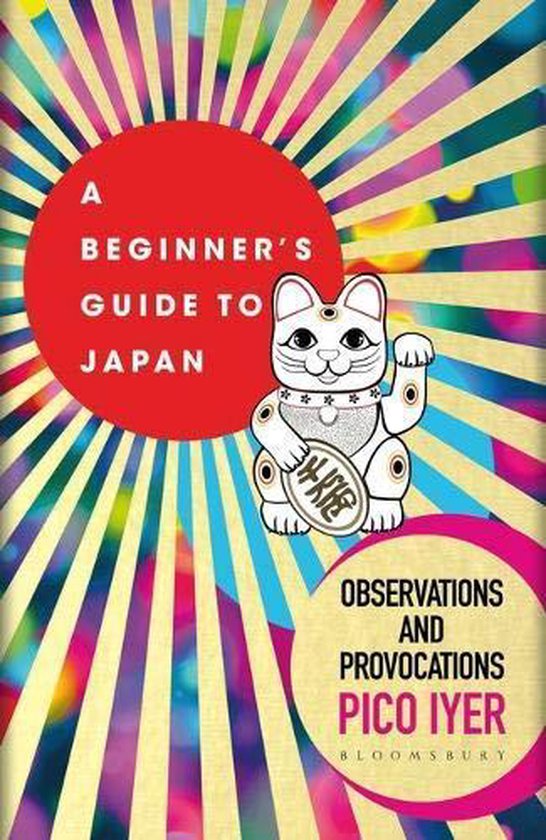 A
BEGINNER'S
GUIDE TO
JAPAN
OBSERVATIONS
AND
PROVOCATIONS
PICO IYER
BLOOMSBURY